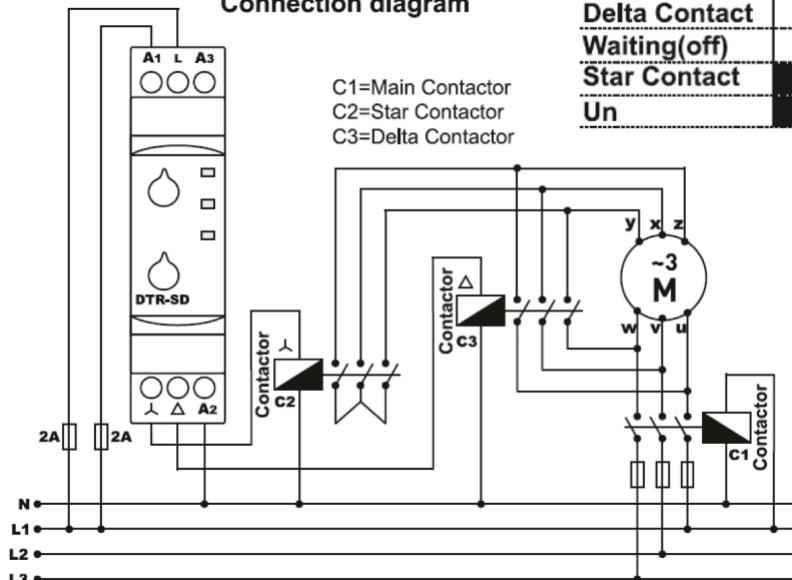 Connection diagram
Delta Contact
Waiting(off)
Star Contact
Un
A1 L A3
C1=Main Contactor
C2=Star Contactor
C3=Delta Contactor
y x z
~3
M
w v u
DTR-SD
Contactor
C3
Contactor
C2
A2
2A
2A
C1
Contactor
N
L1
L2
L3